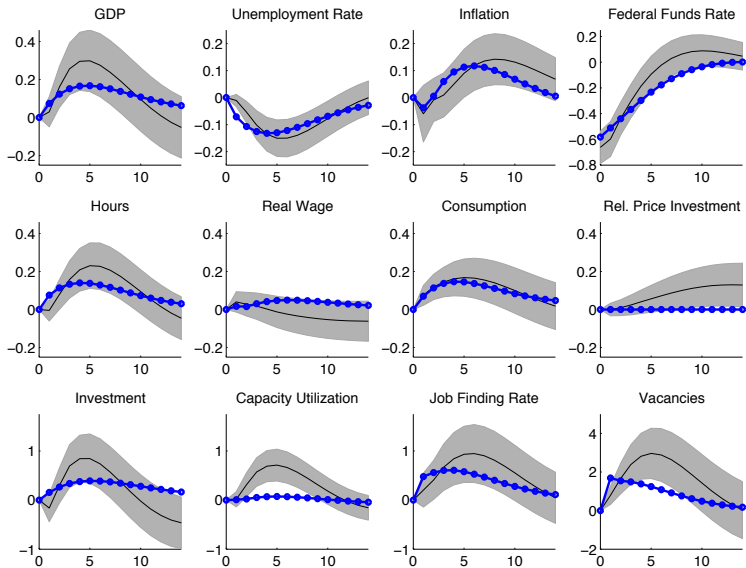 GDP Unemployment Rate Inflation Federal Funds Rate
0.4 0.2 0.2 0.2
0.2 0.1 0.1 0
0 0 0 −0.2
−0.2 −0.1 −0.1 −0.4
−0.2 −0.2 −0.6
−0.8
0 5 10 0 5 10 0 5 10 0 5 10
Hours Real Wage Consumption Rel. Price Investment
0.4 0.4 0.4 0.4
0.2 0.2 0.2 0.2
0 0 0 0
−0.2 −0.2 −0.2 −0.2
0 5 10 0 5 10 0 5 10 0 5 10
Investment Capacity Utilization Job Finding Rate Vacancies
1 1 1 4
0 0 0 2
−1 −1 −1 0
−2
0 5 10 0 5 10 0 5 10 0 5 10